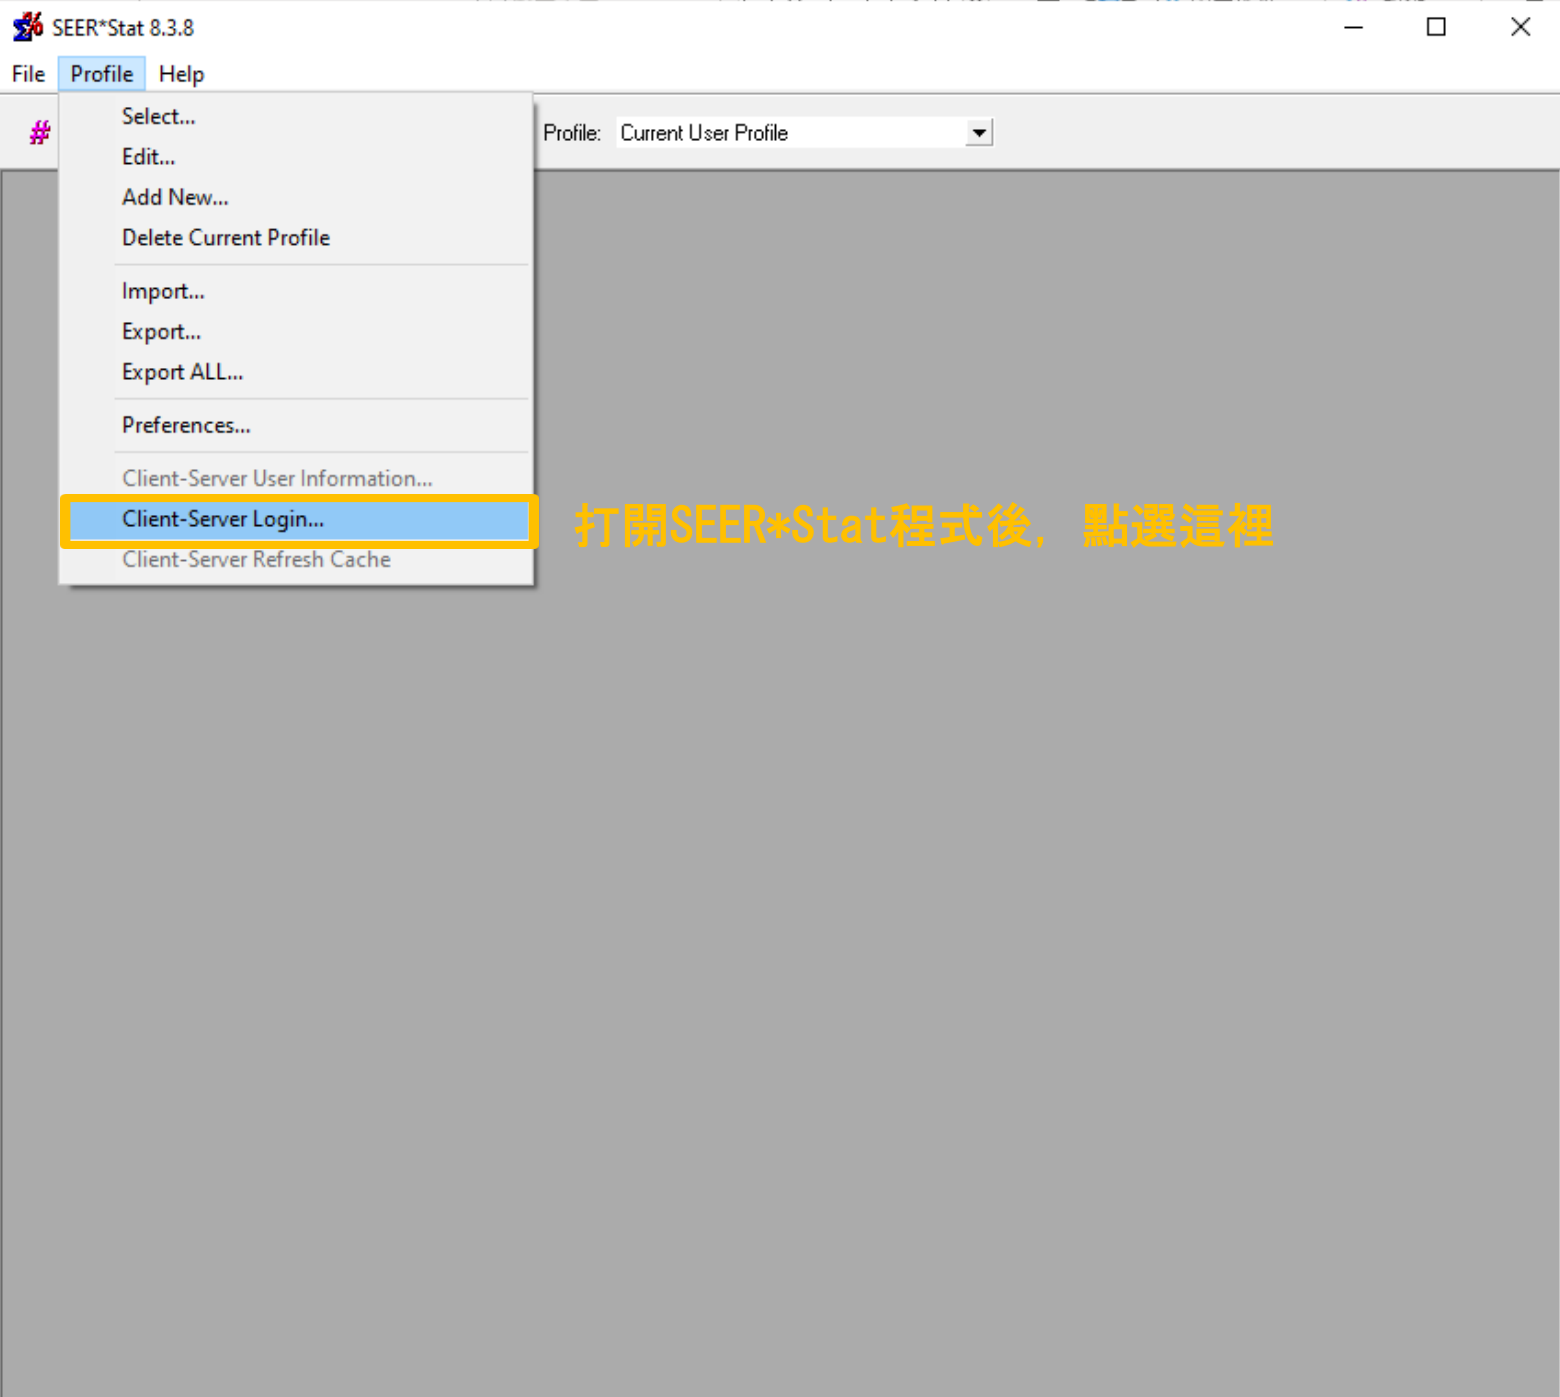 SEER*Stat 8.3.8
File Profile Help
# Profile: Current User Profile
Select...
Edit...
Add New...
Delete Current Profile
Import...
Export...
Export ALL...
Preferences...
Client-Server User Information...
Client-Server Login... 打開SEER*Stat程式後, 點選這裡
Client-Server Refresh Cache